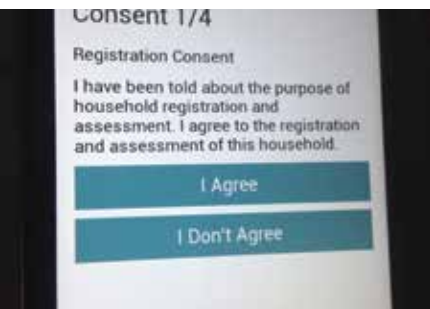 Consent 1/4
Registration Consent
I have been told about the purpose of
household registration and
assessment. I agree to the registration
and assessment of this household.
I Agree
I Don't Agree